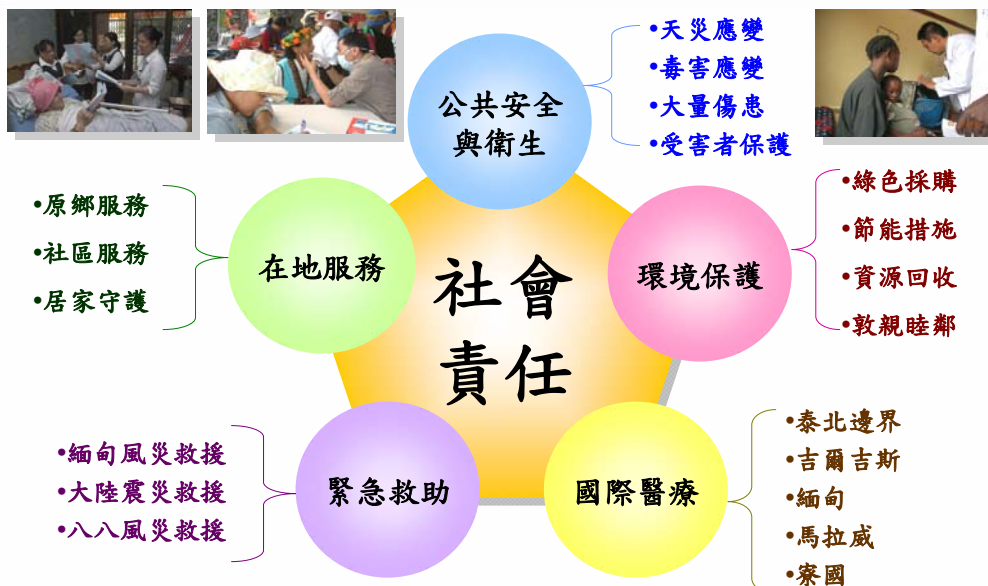 公共安全
與衛生
•天災應變
•毒害應變
•大量傷患
•受害者保護
在地服務
•原鄉服務
•社區服務
•居家守護
社會
責任
環境保護
•綠色採購
•節能措施
•資源回收
•敦親睦鄰
緊急救助
•緬甸風災救援
•大陸震災救援
•八八風災救援
國際醫療
•泰北邊界
•吉爾吉斯
•緬甸
•馬拉威
•寮國